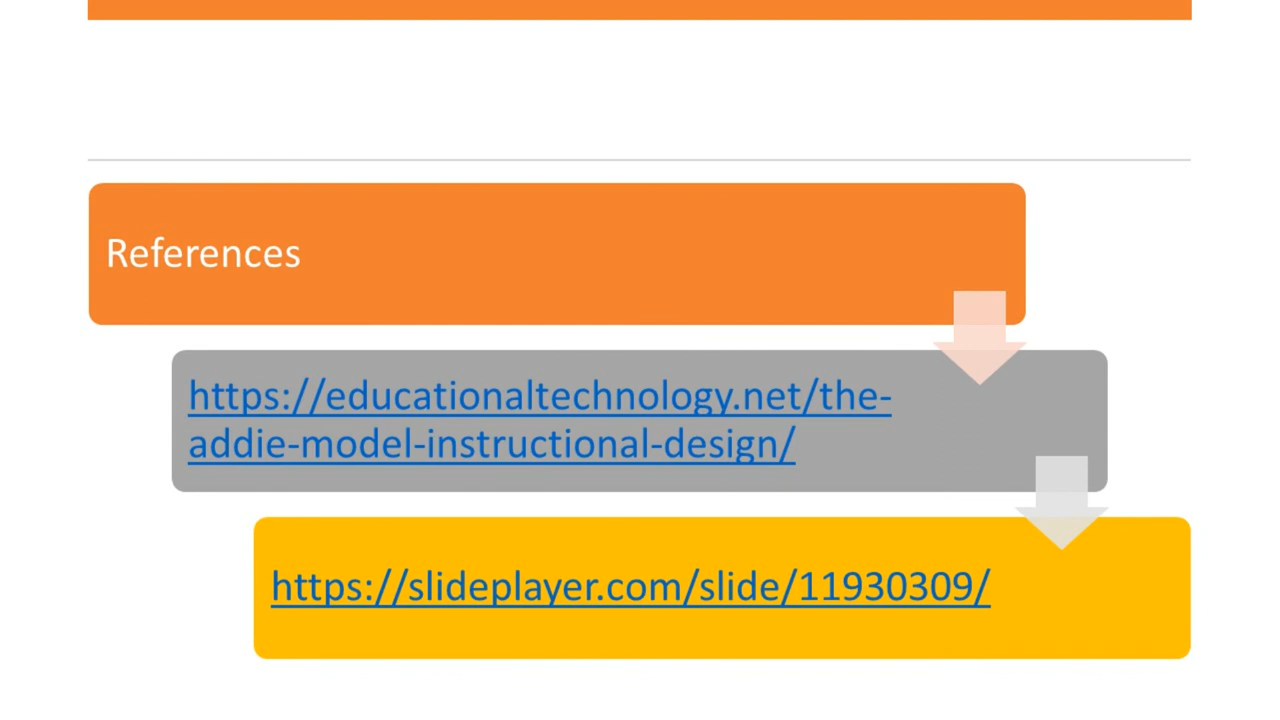 References
https://educationaltechnology.net/the-
addie-model-instructional-design/
https://slideplayer.com/slide/11930309/